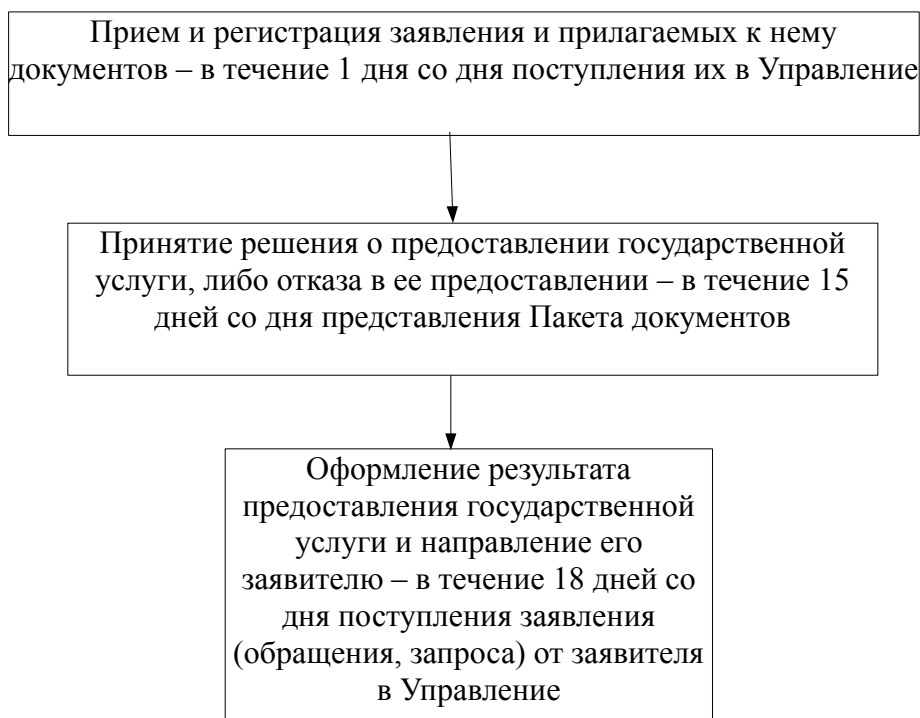 Прием и регистрация заявления и прилагаемых к нему
документов – в течение 1 дня со дня поступления их в Управление
Принятие решения о предоставлении государственной
услуги, либо отказа в ее предоставлении – в течение 15
дней со дня представления Пакета документов
Оформление результата
предоставления государственной
услуги и направление его
заявителю – в течение 18 дней со
дня поступления заявления
(обращения, запроса) от заявителя
в Управление